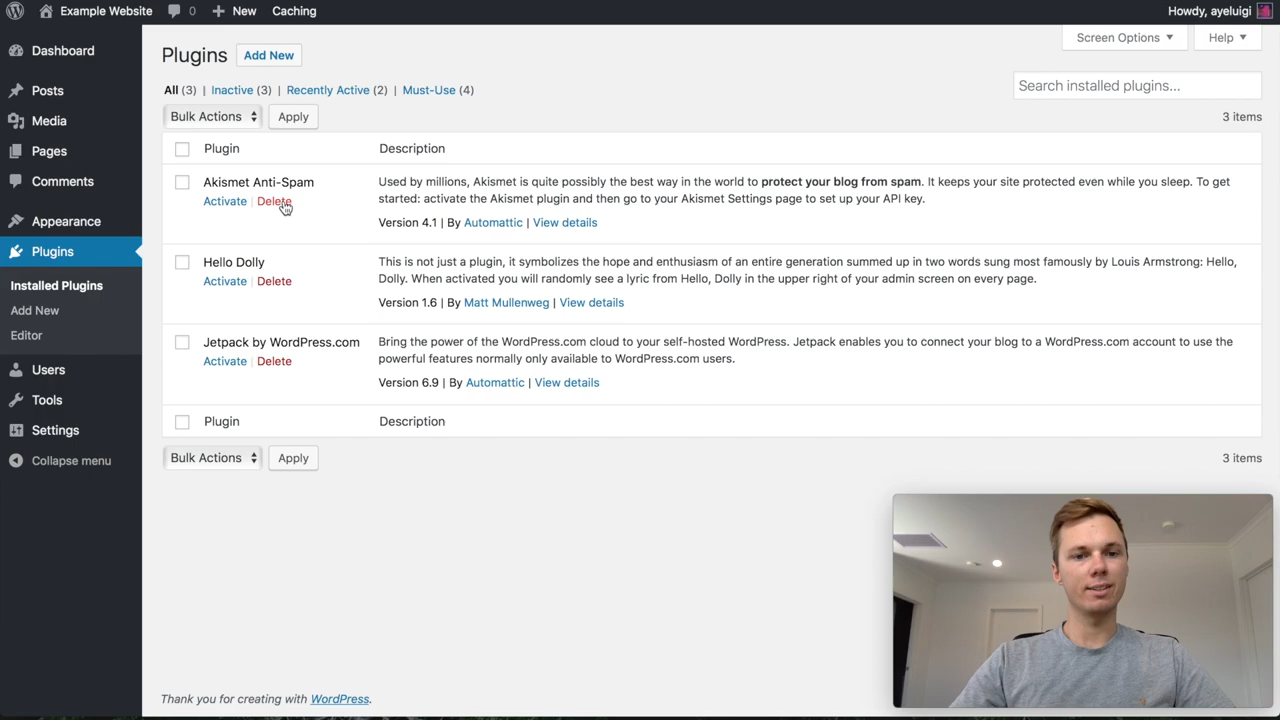 Example Website 0 New Caching Howdy, ayeluigi
Dashboard
Posts
Media
Pages
Comments
Appearance
Plugins
Installed Plugins
Add New
Editor
Users
Tools
Settings
Collapse menu
Screen Options Help
Plugins Add New
All (3) | Inactive (3) | Recently Active (2) | Must-Use (4)
Search installed plugins...
Bulk Actions Apply 3 items
Plugin Description
Akismet Anti-Spam
Activate | Delete
Used by millions, Akismet is quite possibly the best way in the world to protect your blog from spam. It keeps your site protected even while you sleep. To get
started: activate the Akismet plugin and then go to your Akismet Settings page to set up your API key.
Version 4.1 | By Automattic | View details
Hello Dolly
Activate | Delete
This is not just a plugin, it symbolizes the hope and enthusiasm of an entire generation summed up in two words sung most famously by Louis Armstrong: Hello,
Dolly. When activated you will randomly see a lyric from Hello, Dolly in the upper right of your admin screen on every page.
Version 1.6 | By Matt Mullenweg | View details
Jetpack by WordPress.com
Activate | Delete
Bring the power of the WordPress.com cloud to your self-hosted WordPress. Jetpack enables you to connect your blog to a WordPress.com account to use the
powerful features normally only available to WordPress.com users.
Version 6.9 | By Automattic | View details
Plugin Description
Bulk Actions Apply 3 items
Thank you for creating with WordPress.